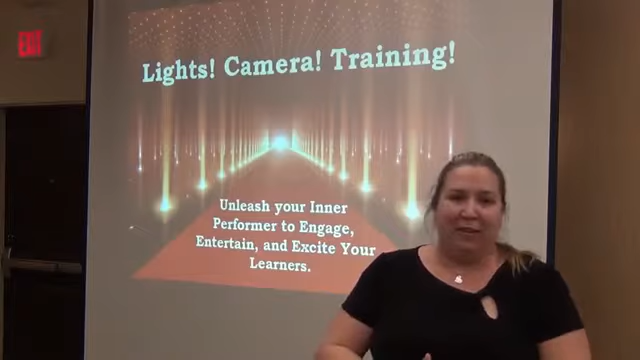 EXIT
Lights! Camera! Training!
Unleash your Inner
Performer to Engage,
Entertain, and Excite Your
Learners.